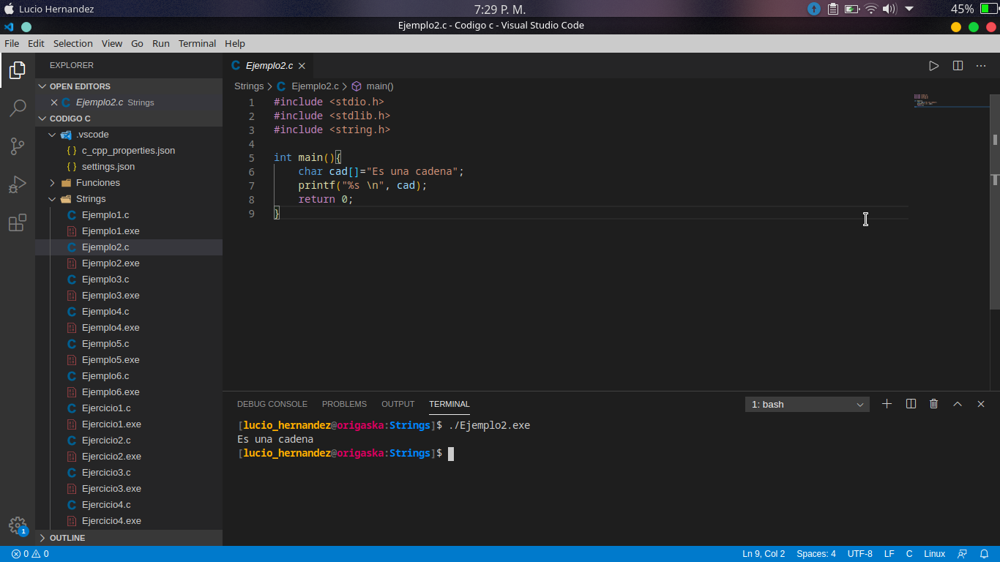 Lucio Hernandez
7:29 P. M.
45%
Ejemplo2.c - Codigo c - Visual Studio Code
File Edit Selection View Go Run Terminal Help
EXPLORER
OPEN EDITORS
Ejemplo2.c Strings
CODIGO C
.vscode
{ } c_cpp_properties.json
{ } settings.json
Funciones
Strings
C Ejemplo1.c
Ejemplo1.exe
C Ejemplo2.c
Ejemplo2.exe
C Ejemplo3.c
Ejemplo3.exe
C Ejemplo4.c
Ejemplo4.exe
C Ejemplo5.c
Ejemplo5.exe
C Ejemplo6.c
Ejemplo6.exe
C Ejercicio1.c
Ejercicio1.exe
C Ejercicio2.c
Ejercicio2.exe
C Ejercicio3.c
Ejercicio3.exe
C Ejercicio4.c
Ejercicio4.exe
OUTLINE
C Ejemplo2.c
Strings > C Ejemplo2.c > main()
1 #include <stdio.h>
2 #include <stdlib.h>
3 #include <string.h>
4
5 int main(){
6 char cad[]="Es una cadena";
7 printf("%s \n", cad);
8 return 0;
9 }
DEBUG CONSOLE PROBLEMS OUTPUT TERMINAL 1: bash
[lucio_hernandez@origaska:Strings]$ ./Ejemplo2.exe
Es una cadena
[lucio_hernandez@origaska:Strings]$
1
0 0 Ln 9, Col 2 Spaces: 4 UTF-8 LF C Linux